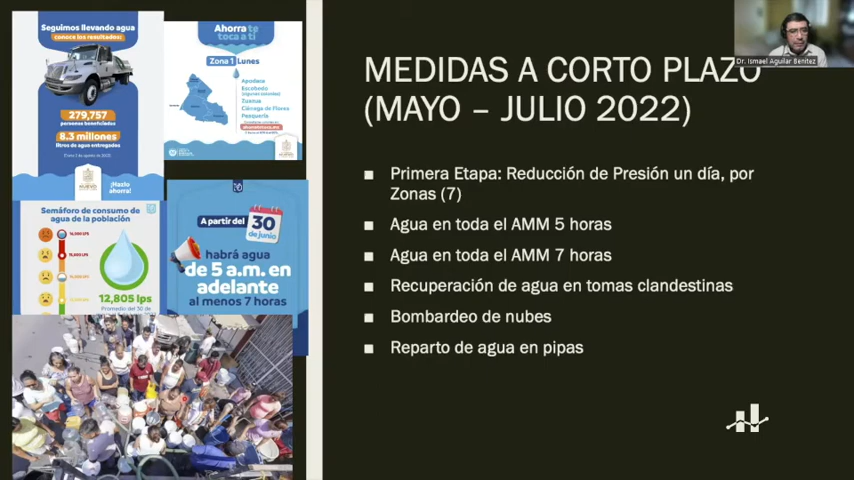 Seguimos llevando agua
conoce los resultados:
279,757
personas beneficiadas
8.3 millones
litros de agua entregados
¡Hazlo
ahorra!
Ahorra te
toca a ti
Zona 1 Lunes
Apodaca
Escobedo
Zuazua
Ciénega de Flores
Pesquería
Semáforo de consumo de
agua de la población
12,805 lps
A partir del
30
de junio
habrá agua
de 5 a.m. en
adelante
al menos 7 horas
Dr. Ismael Aguilar Benitez
MEDIDAS A CORTO PLAZO
(MAYO – JULIO 2022)
Primera Etapa: Reducción de Presión un día, por
Zonas (7)
Agua en toda el AMM 5 horas
Agua en toda el AMM 7 horas
Recuperación de agua en tomas clandestinas
Bombardeo de nubes
Reparto de agua en pipas